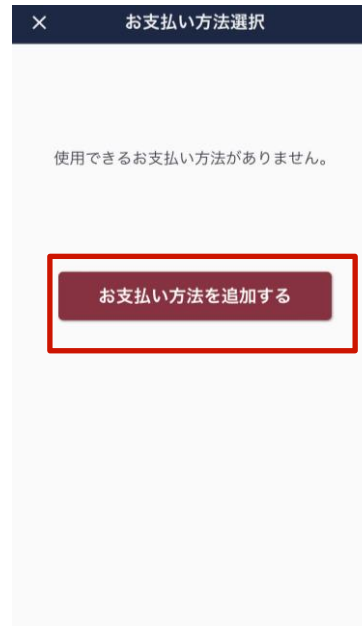 × お支払い方法選択
使用できるお支払い方法がありません。
お支払い方法を追加する